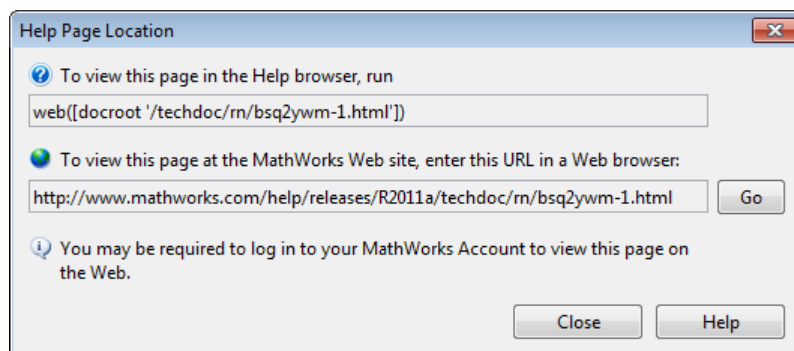 Help Page Location
To view this page in the Help browser, run
web([docroot '/techdoc/rn/bsq2ywm-1.html'])
To view this page at the MathWorks Web site, enter this URL in a Web browser:
http://www.mathworks.com/help/releases/R2011a/techdoc/rn/bsq2ywm-1.html
Go
You may be required to log in to your MathWorks Account to view this page on
the Web.
Close
Help